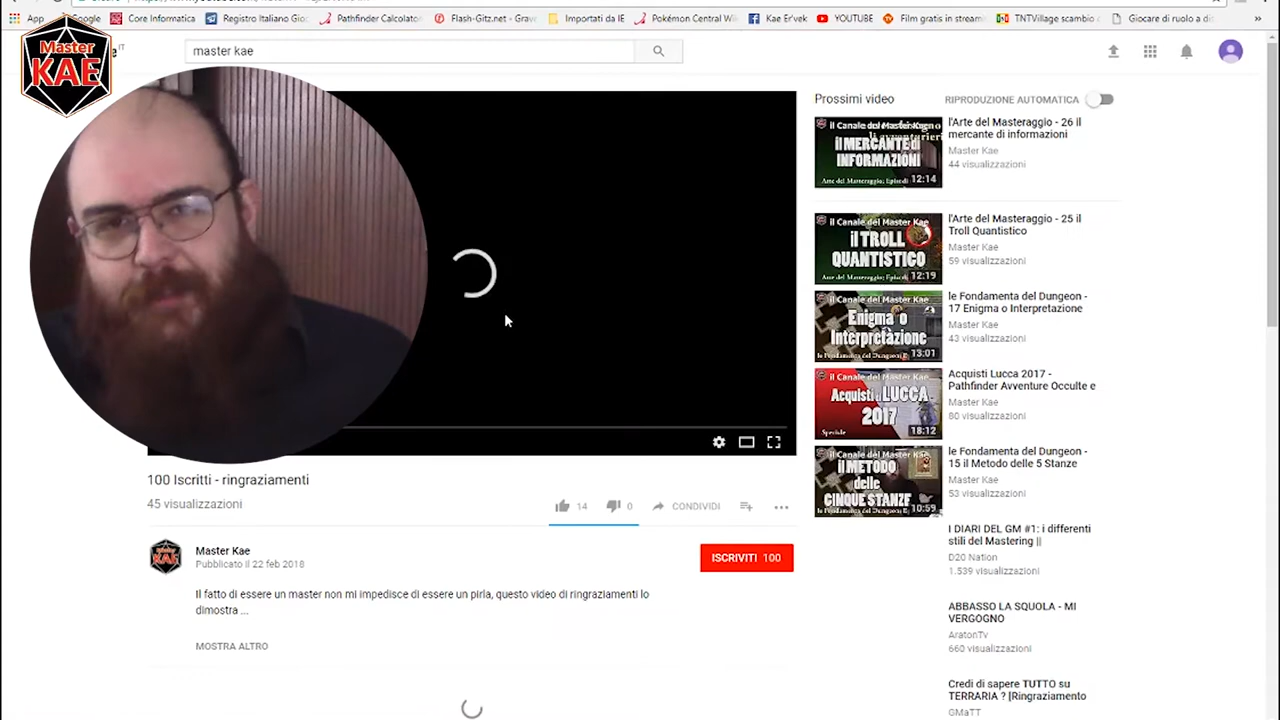 App
Google
Core Informatica
Registro Italiano Gio
Pathfinder Calcolato
Flash-Gitz.net
Importati da IE
Pokémon Central W
Kae Er'vek
YOUTUBE
Film gratis in stream
TNTVillage scambio
Giocare di ruolo a di
»
Master
KAE
IT
master kae
Prossimi video
RIPRODUZIONE AUTOMATICA
il Canale del Master Kae
il MERCANTE di
INFORMAZIONI
Arte del Masteraggio; Episodi
12:14
l'Arte del Masteraggio - 26 il
mercante di informazioni
Master Kae
44 visualizzazioni
il Canale del Master Kae
il TROLL
QUANTISTICO
Arte del Masteraggio; Episodi
12:19
l'Arte del Masteraggio - 25 il
Troll Quantistico
Master Kae
59 visualizzazioni
il Canale del Master Kae
Enigma o
Interpretazione
le Fondamenta del Dungeon
13:01
le Fondamenta del Dungeon -
17 Enigma o Interpretazione
Master Kae
43 visualizzazioni
il Canale del Master Kae
Acquisti LUCCA
2017
Speciale
18:12
Acquisti Lucca 2017 -
Pathfinder Avventure Occulte e
Master Kae
80 visualizzazioni
il Canale del Master Kae
il METODO
delle
CINQUE STANZE
le Fondamenta del Dungeon
10:59
le Fondamenta del Dungeon -
15 il Metodo delle 5 Stanze
Master Kae
53 visualizzazioni
I DIARI DEL GM #1: i differenti
stili del Mastering ||
D20 Nation
1.539 visualizzazioni
ABBASSO LA SQUOLA - MI
VERGOGNO
AratonTv
660 visualizzazioni
Credi di sapere TUTTO su
TERRARIA ? [Ringraziamento
GMaTT
100 Iscritti - ringraziamenti
45 visualizzazioni
14
0
CONDIVIDI
Master Kae
Pubblicato il 22 feb 2018
ISCRIVITI 100
Il fatto di essere un master non mi impedisce di essere un pirla, questo video di ringraziamenti lo
dimostra ...
MOSTRA ALTRO